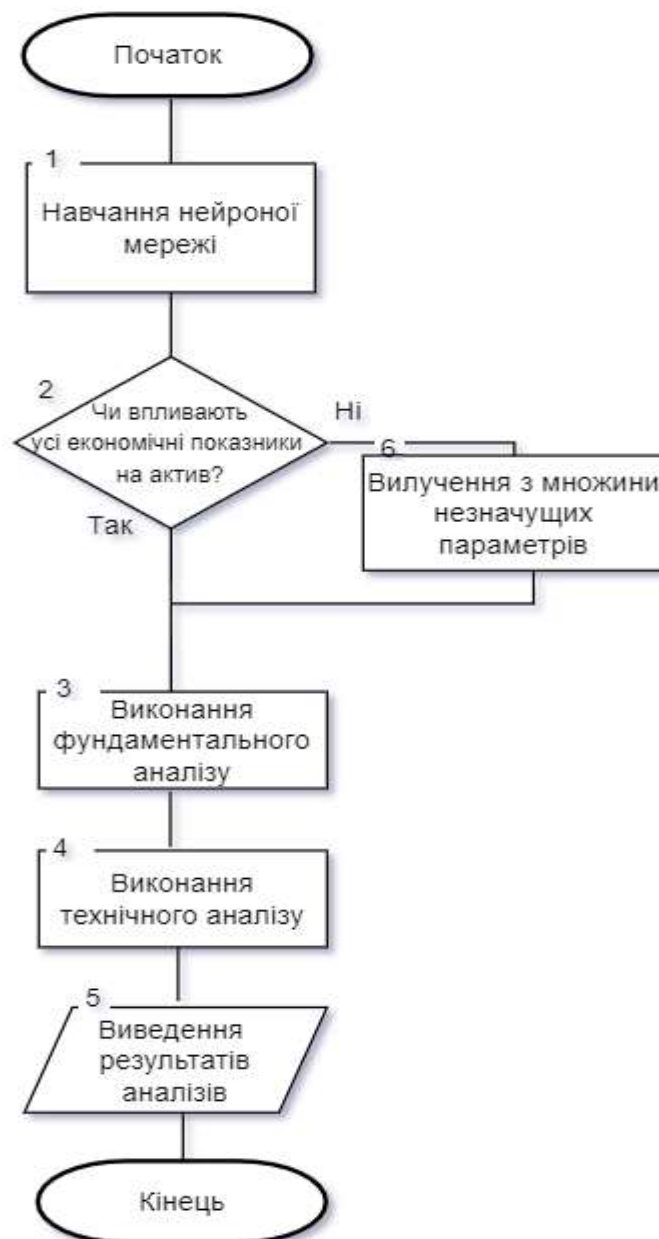 Початок
1
Навчання нейроної
мережі
2
Чи впливають
усі економічні показники
на актив?
Ні
Так
6
Вилучення з множини
незначущих
параметрів
3
Виконання
фундаментального
аналізу
4
Виконання
технічного аналізу
5
Виведення
результатів
аналізів
Кінець